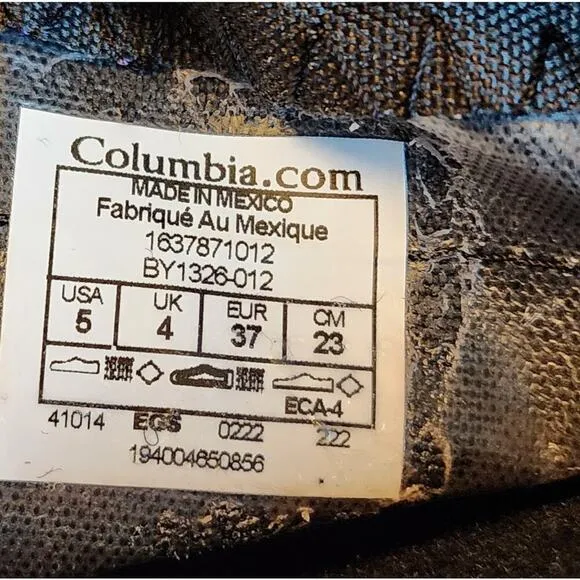 Columbia.com
MADE IN MEXICO
Fabriqué Au Mexique
1637871012
BY1326-012
USA UK EUR CM
5 4 37 23
ECA-4
41014 EGS 0222 222
194004650856